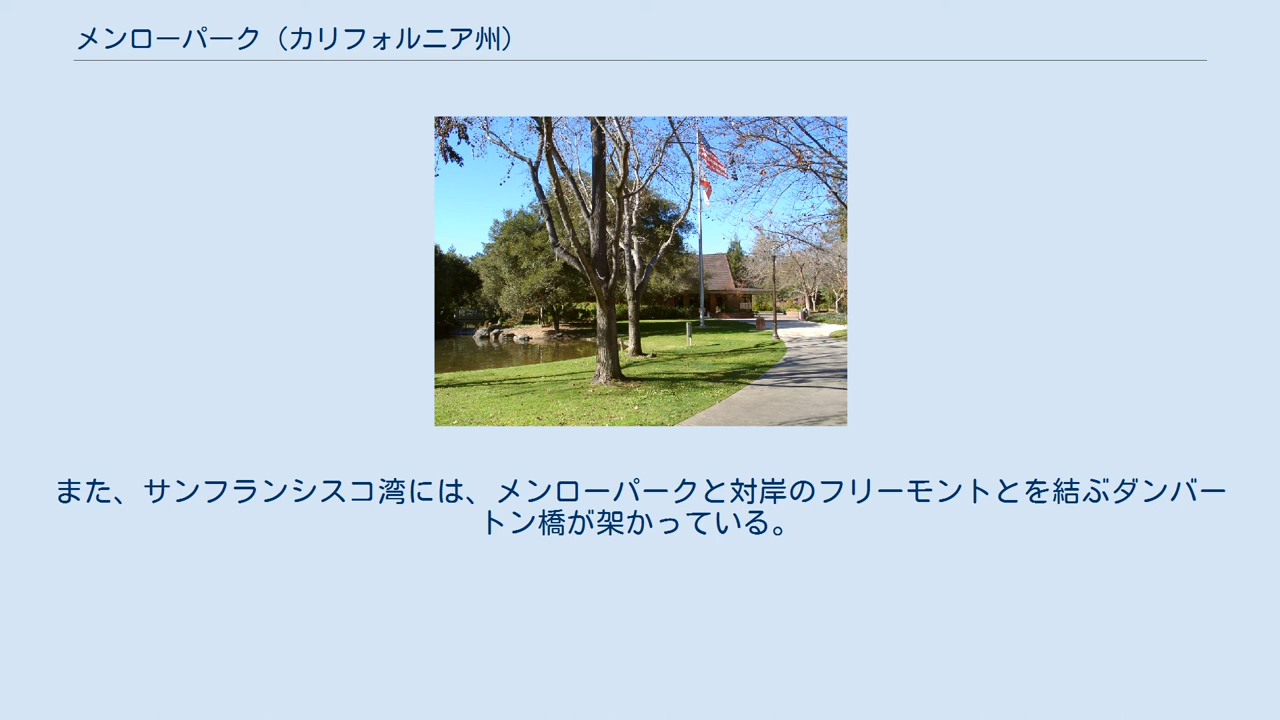 メンローパーク（カリフォルニア州）
また、サンフランシスコ湾には、メンローパークと対岸のフリーモントとを結ぶダンバー
トン橋が架かっている。